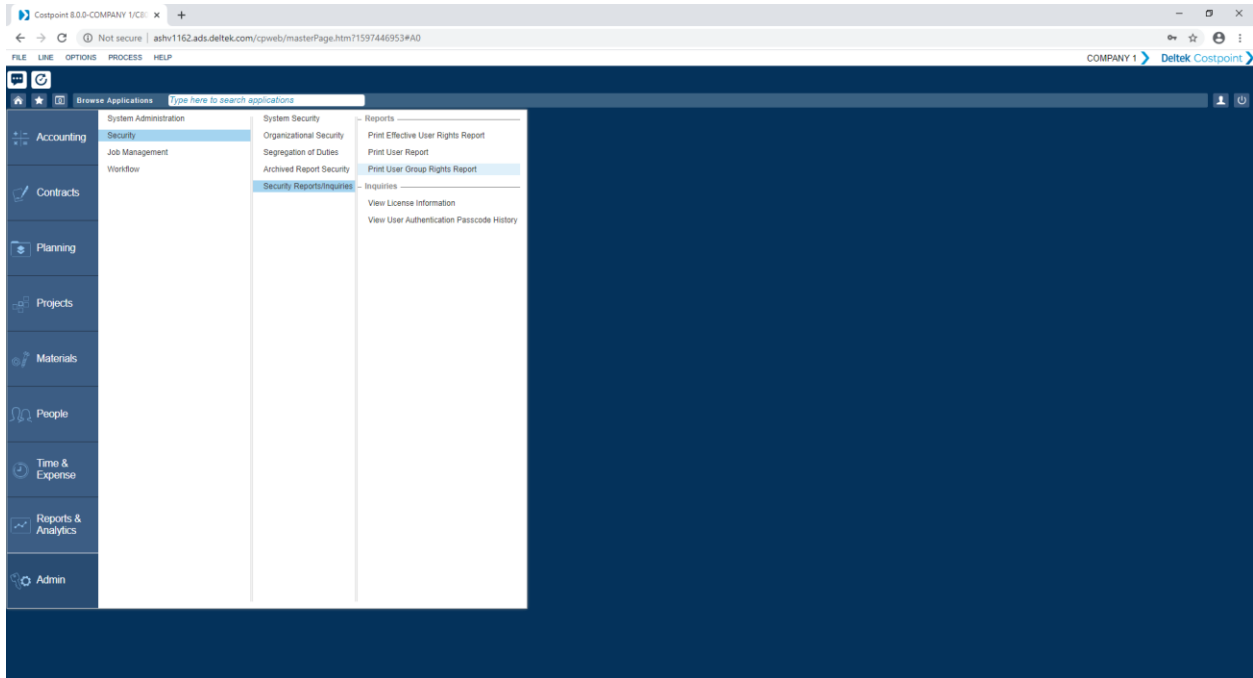 Costpoint 8.0.0-COMPANY 1/C80
Not secure | ashv1162.ads.deltek.com/cpweb/masterPage.htm?1597446953#A0
FILE LINE OPTIONS PROCESS HELP
COMPANY 1 Deltek Costpoint
Browse Applications Type here to search applications
Accounting
Contracts
Planning
Projects
Materials
People
Time &
Expense
Reports &
Analytics
Admin
System Administration
Security
Job Management
Workflow
System Security
Organizational Security
Segregation of Duties
Archived Report Security
Security Reports/Inquiries
Reports
Print Effective User Rights Report
Print User Report
Print User Group Rights Report
Inquiries
View License Information
View User Authentication Passcode History